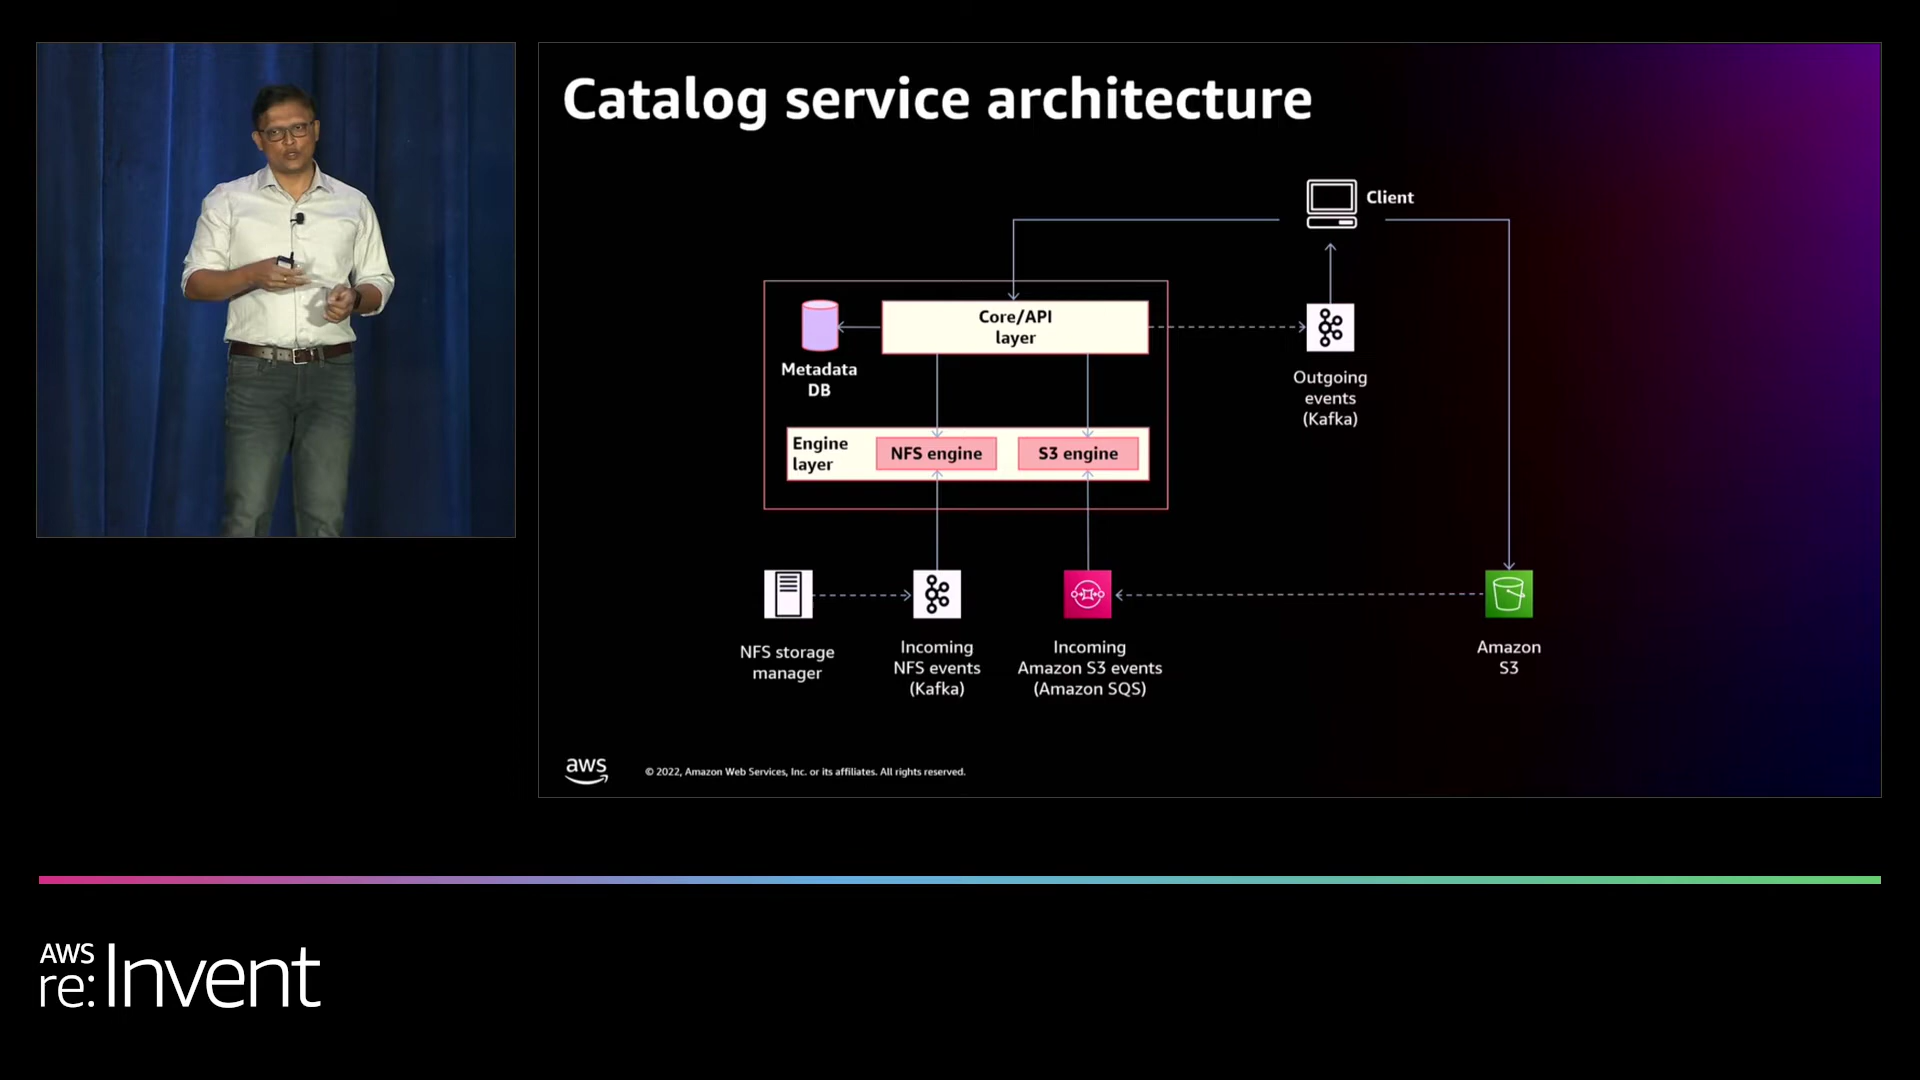 Catalog service architecture
Client
Core/API
layer
Metadata
DB
Outgoing
events
(Kafka)
Engine
layer
NFS engine
S3 engine
NFS storage
manager
Incoming
NFS events
(Kafka)
Incoming
Amazon S3 events
(Amazon SQS)
Amazon
S3
aws
© 2022, Amazon Web Services, Inc. or its affiliates. All rights reserved.
AWS
re:Invent